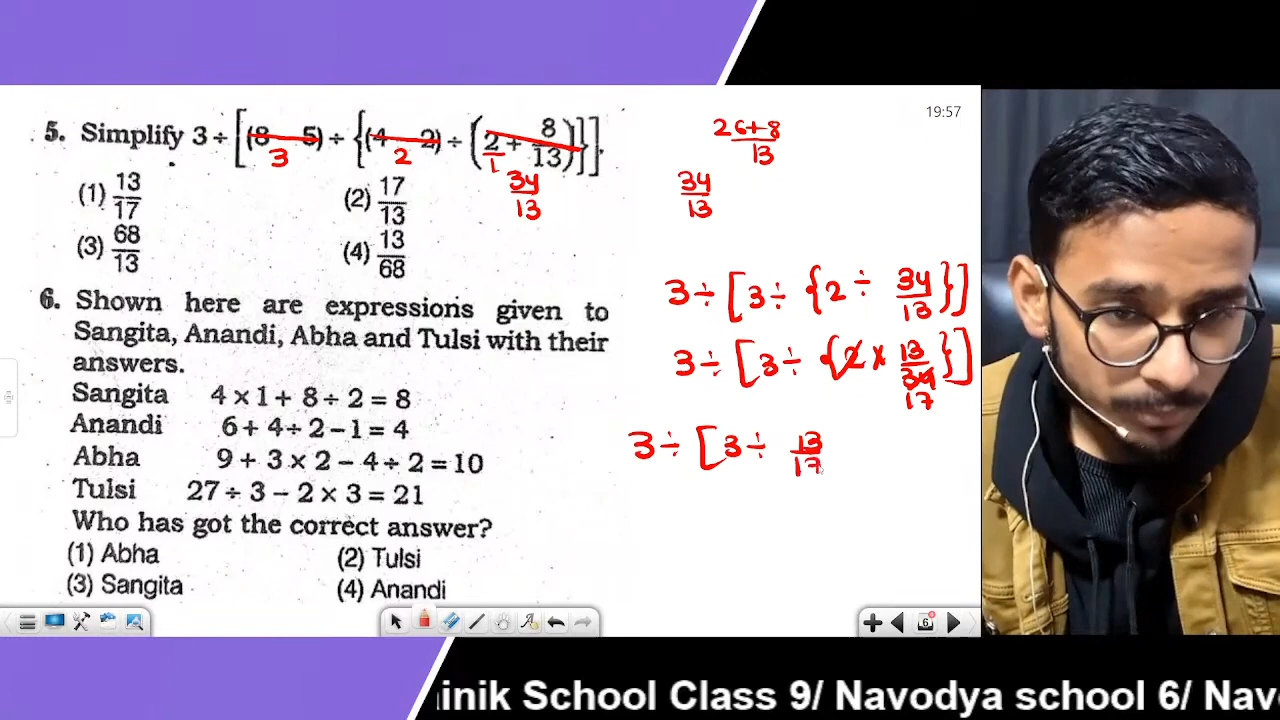 19:57
5. Simplify 3 ÷ [(8 – 5) ÷ {(4 – 2) ÷ (2 + 8/13)}].
3 2 1 34/13
(1) 13/17 (2) 17/13
(3) 68/13 (4) 13/68
6. Shown here are expressions given to
Sangita, Anandi, Abha and Tulsi with their
answers.
Sangita 4 × 1 + 8 ÷ 2 = 8
Anandi 6 + 4 ÷ 2 – 1 = 4
Abha 9 + 3 × 2 – 4 ÷ 2 = 10
Tulsi 27 ÷ 3 – 2 × 3 = 21
Who has got the correct answer?
(1) Abha (2) Tulsi
(3) Sangita (4) Anandi
26+8/13
34/13
3 ÷ [3 ÷ {2 ÷ 34/13}]
3 ÷ [3 ÷ {2 × 13/34}]
17
3 ÷ [3 ÷ 13/17
6
inik School Class 9/ Navodya school 6/ Nav